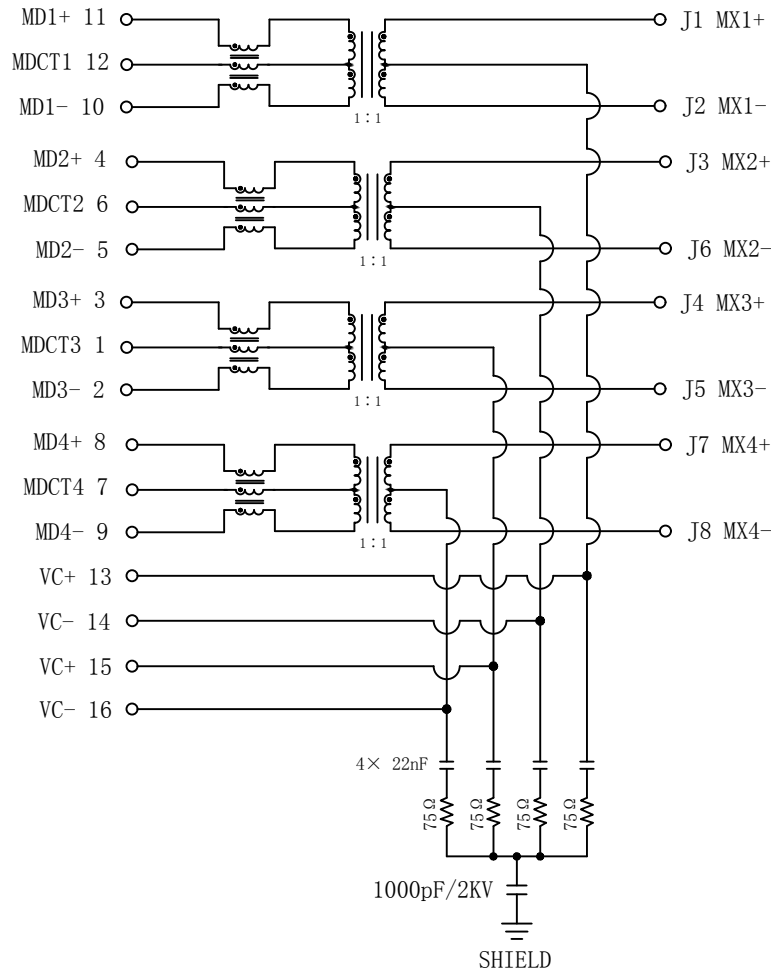 MD1+ 11
J1 MX1+
MDCT1 12
MD1- 10
J2 MX1-
1:1
MD2+ 4
J3 MX2+
MDCT2 6
MD2- 5
J6 MX2-
1:1
MD3+ 3
J4 MX3+
MDCT3 1
MD3- 2
J5 MX3-
1:1
MD4+ 8
J7 MX4+
MDCT4 7
MD4- 9
J8 MX4-
1:1
VC+ 13
VC- 14
VC+ 15
VC- 16
4× 22nF
75Ω
75Ω
75Ω
75Ω
1000pF/2KV
SHIELD